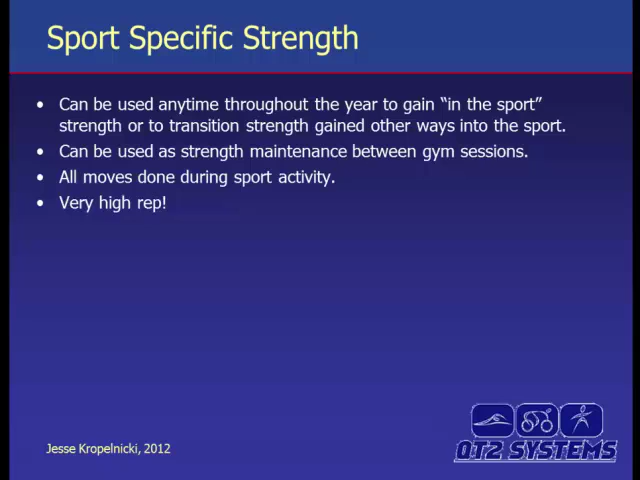 Sport Specific Strength
• Can be used anytime throughout the year to gain “in the sport”
strength or to transition strength gained other ways into the sport.
• Can be used as strength maintenance between gym sessions.
• All moves done during sport activity.
• Very high rep!
Jesse Kropelnicki, 2012
QT2 SYSTEMS